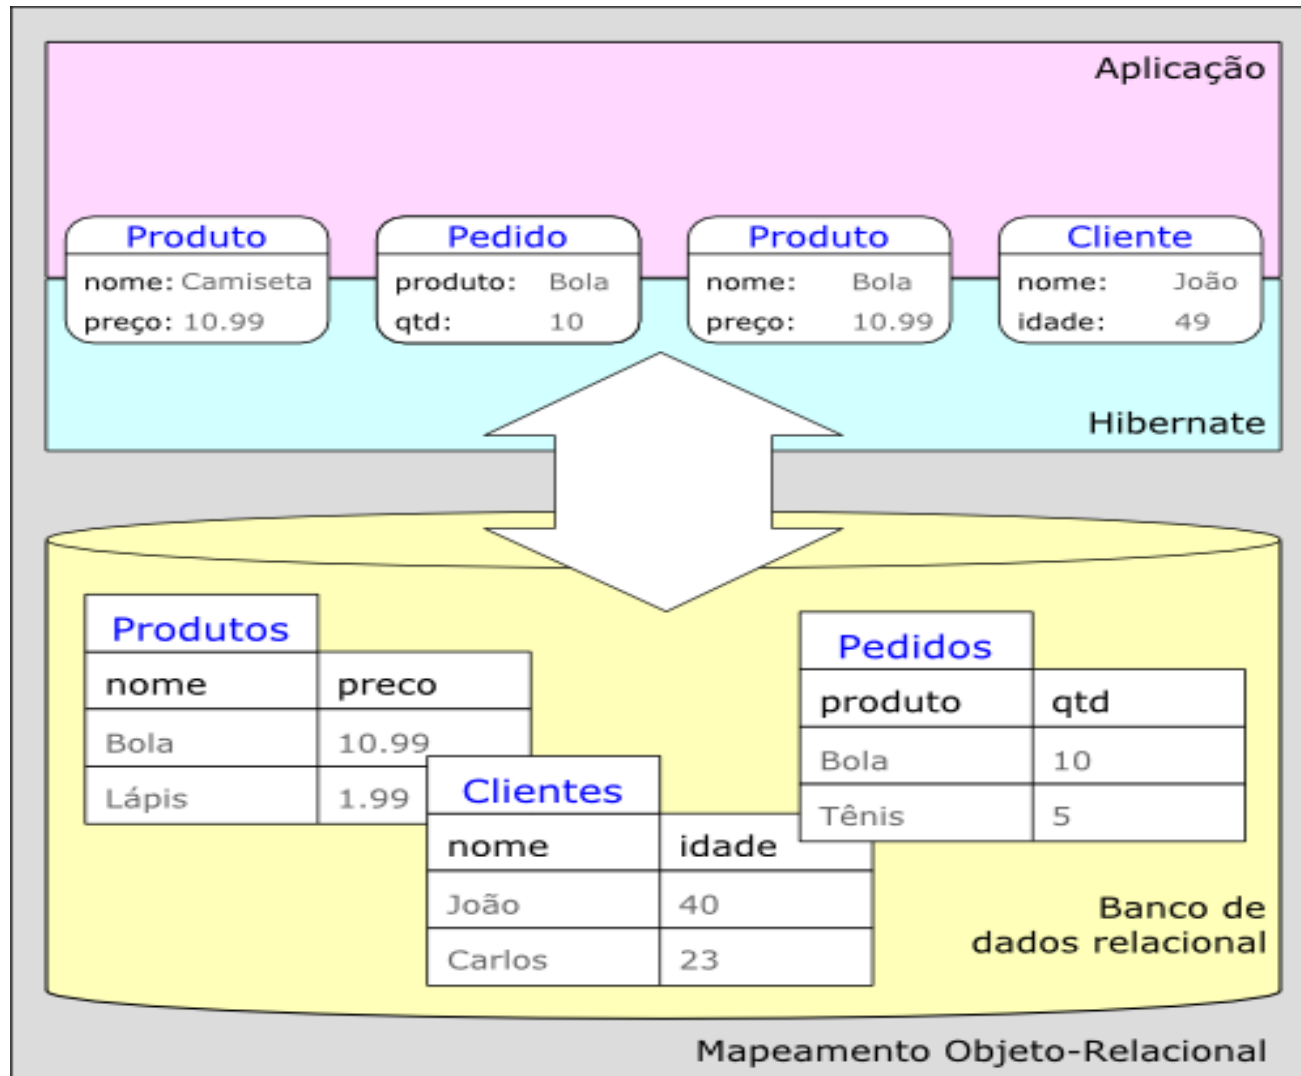 Aplicação
Produto
nome: Camiseta
preço: 10.99
Pedido
produto: Bola
qtd: 10
Produto
nome: Bola
preço: 10.99
Cliente
nome: João
idade: 49
Hibernate
Produtos
nome preco
Bola 10.99
Lápis 1.99
Clientes
nome idade
João 40
Carlos 23
Pedidos
produto qtd
Bola 10
Tênis 5
Banco de
dados relacional
Mapeamento Objeto-Relacional